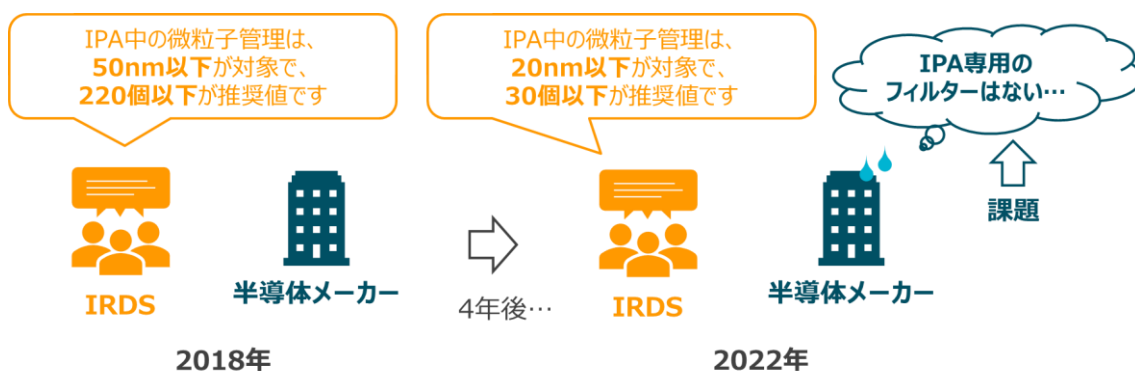 IPA中の微粒子管理は、
50nm以下が対象で、
220個以下が推奨値です
IRDS
半導体メーカー
2018年
4年後…
IPA中の微粒子管理は、
20nm以下が対象で、
30個以下が推奨値です
IPA専用の
フィルターはない…
課題
IRDS
半導体メーカー
2022年